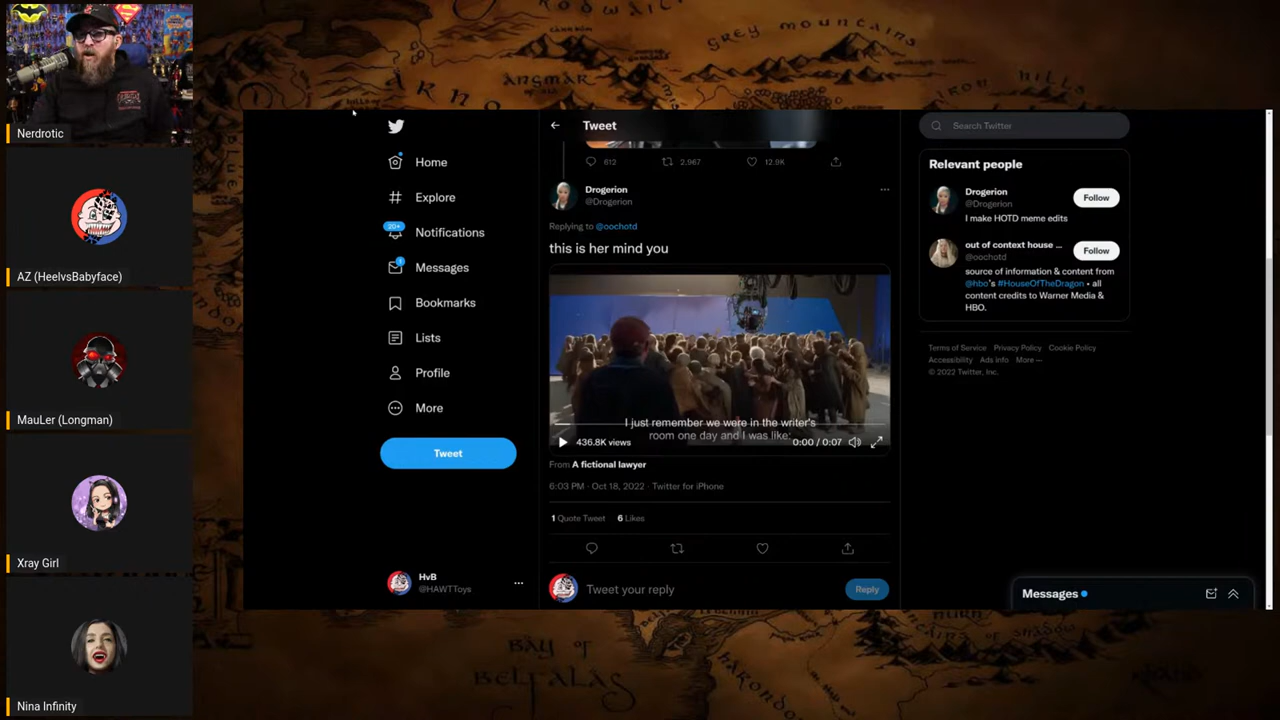 RODWAITH
GREY MOUNTAINS
ANGMAR
ARNO
Nerdrotic
AZ (HeelvsBabyface)
MauLer (Longman)
Xray Girl
Nina Infinity
Home
Explore
20+
Notifications
1
Messages
Bookmarks
Lists
Profile
More
Tweet
HvB
@HAWTToys
Tweet
612
2,967
12.9K
Drogerion
@Drogerion
Replying to @oochotd
this is her mind you
I just remember we were in the writer's
room one day and I was like:
436.8K views
0:00 / 0:07
From A fictional lawyer
6:03 PM · Oct 18, 2022 · Twitter for iPhone
1 Quote Tweet 6 Likes
Tweet your reply
Reply
Search Twitter
Relevant people
Drogerion
@Drogerion
Follow
I make HOTD meme edits
out of context house ...
@oochotd
Follow
source of information & content from
@hbo's #HouseOfTheDragon • all
content credits to Warner Media &
HBO.
Terms of Service Privacy Policy Cookie Policy
Accessibility Ads info More ···
© 2022 Twitter, Inc.
Messages
BAY of
BELFALAS